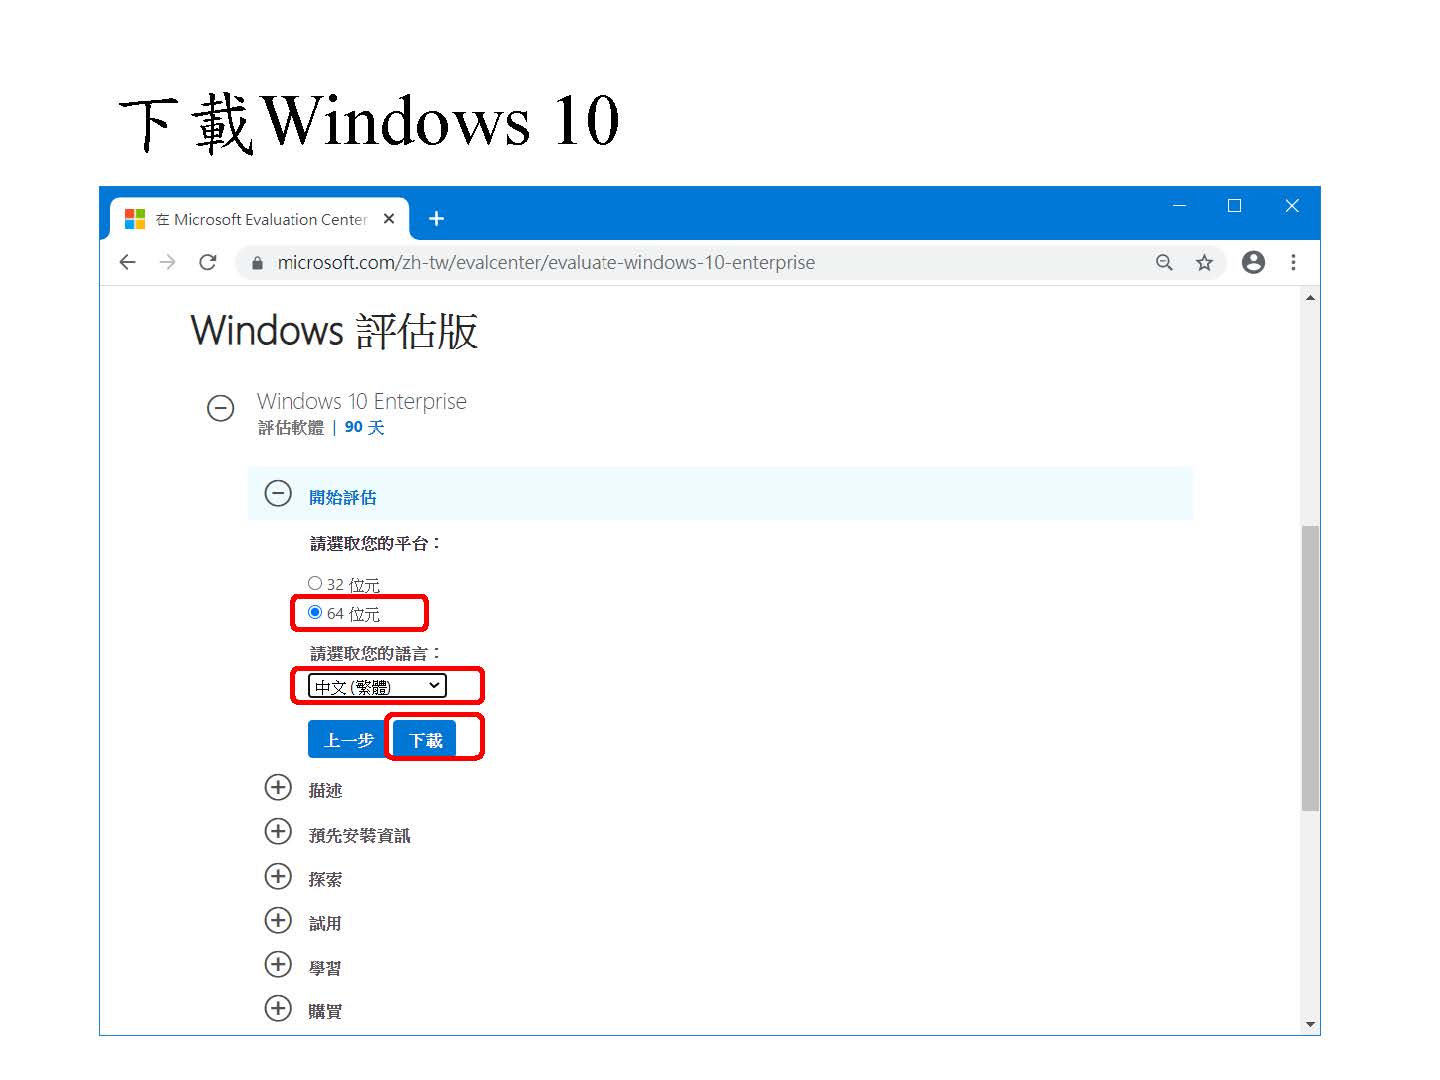 下載Windows 10
在 Microsoft Evaluation Center
microsoft.com/zh-tw/evalcenter/evaluate-windows-10-enterprise
Windows 評估版
Windows 10 Enterprise
評估軟體 | 90 天
開始評估
請選取您的平台：
32 位元
64 位元
請選取您的語言：
中文 (繁體)
上一步 下載
描述
預先安裝資訊
探索
試用
學習
購買